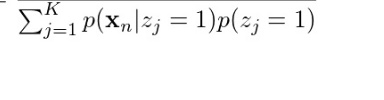 ∑_{j=1}^{K} p(𝐱_n|z_j = 1)p(z_j = 1)